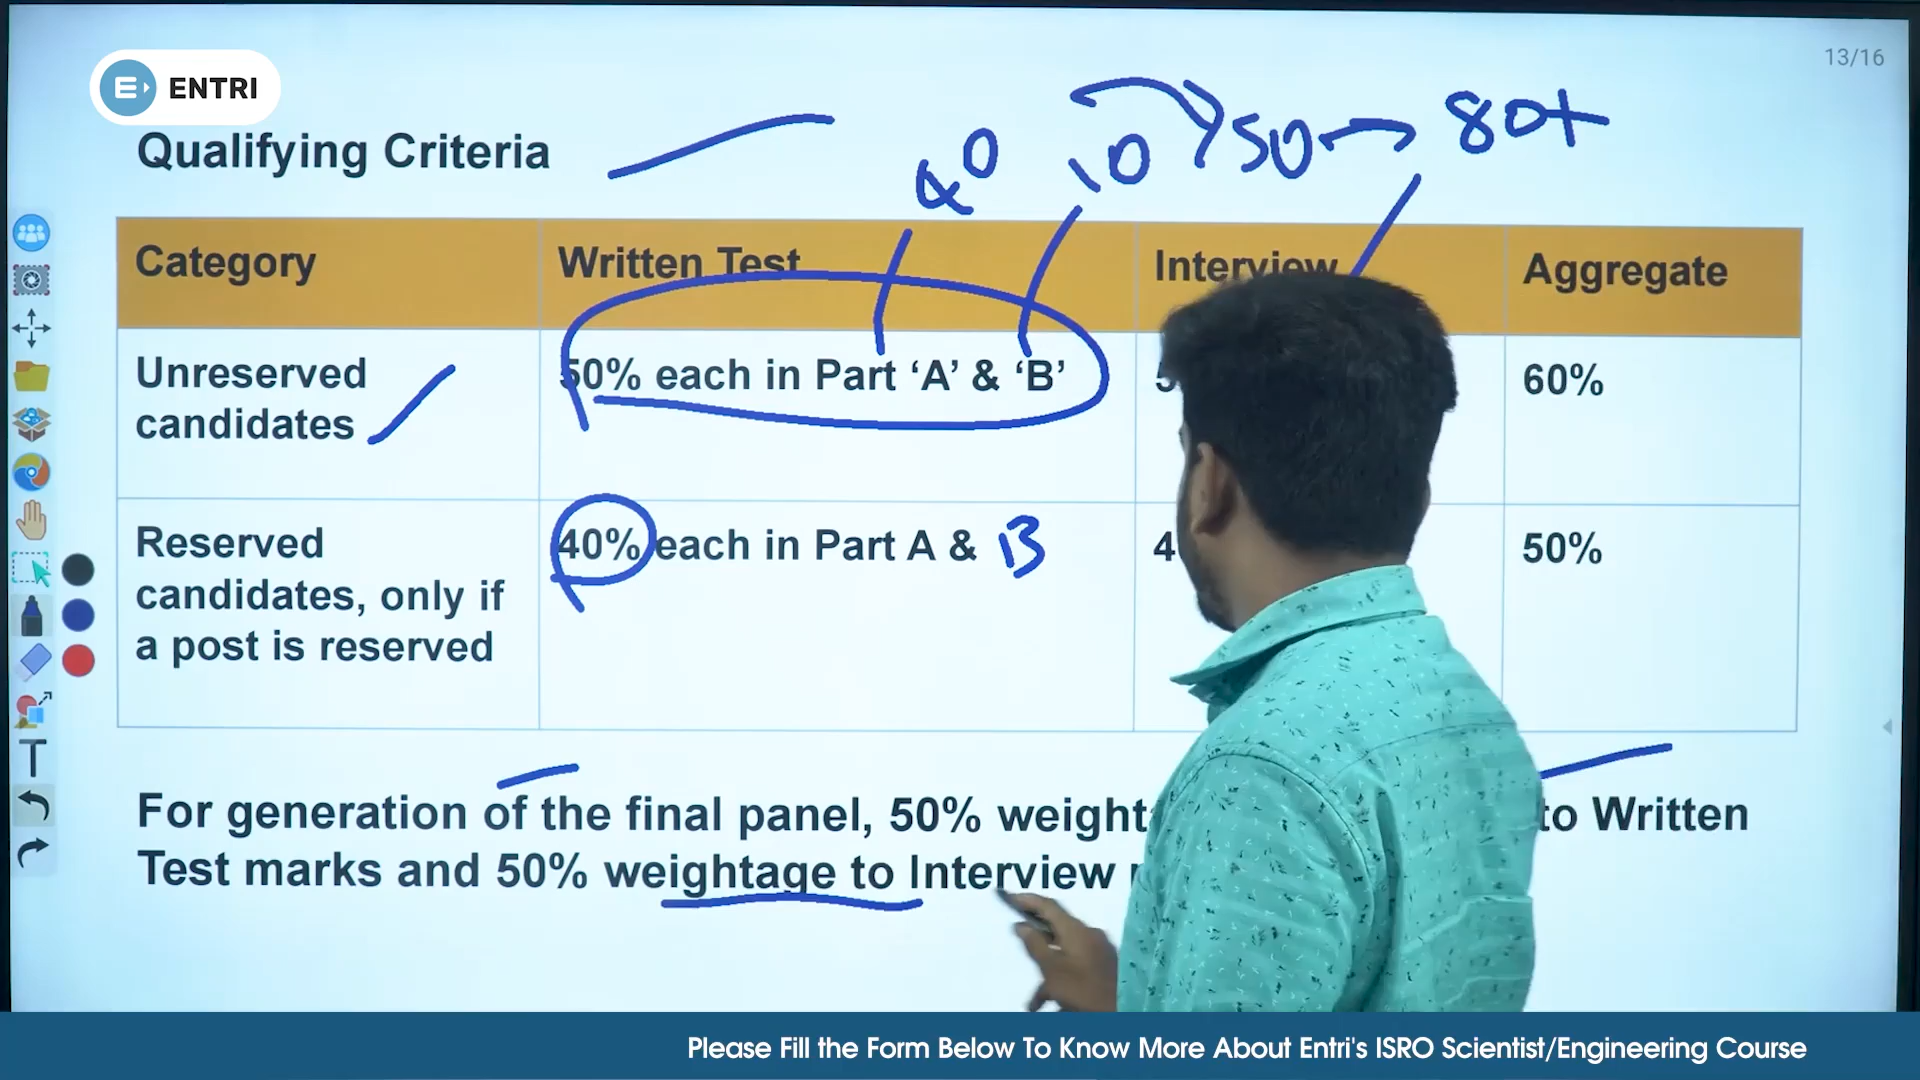 13/16
ENTRI
Qualifying Criteria
40 10 50 80+
Category Written Test Interview Aggregate
Unreserved
candidates
50% each in Part ‘A’ & ‘B’
60%
Reserved
candidates, only if
a post is reserved
40% each in Part A & B
50%
For generation of the final panel, 50% to Written
Test marks and 50% weightage to Interview
Please Fill the Form Below To Know More About Entri's ISRO Scientist/Engineering Course